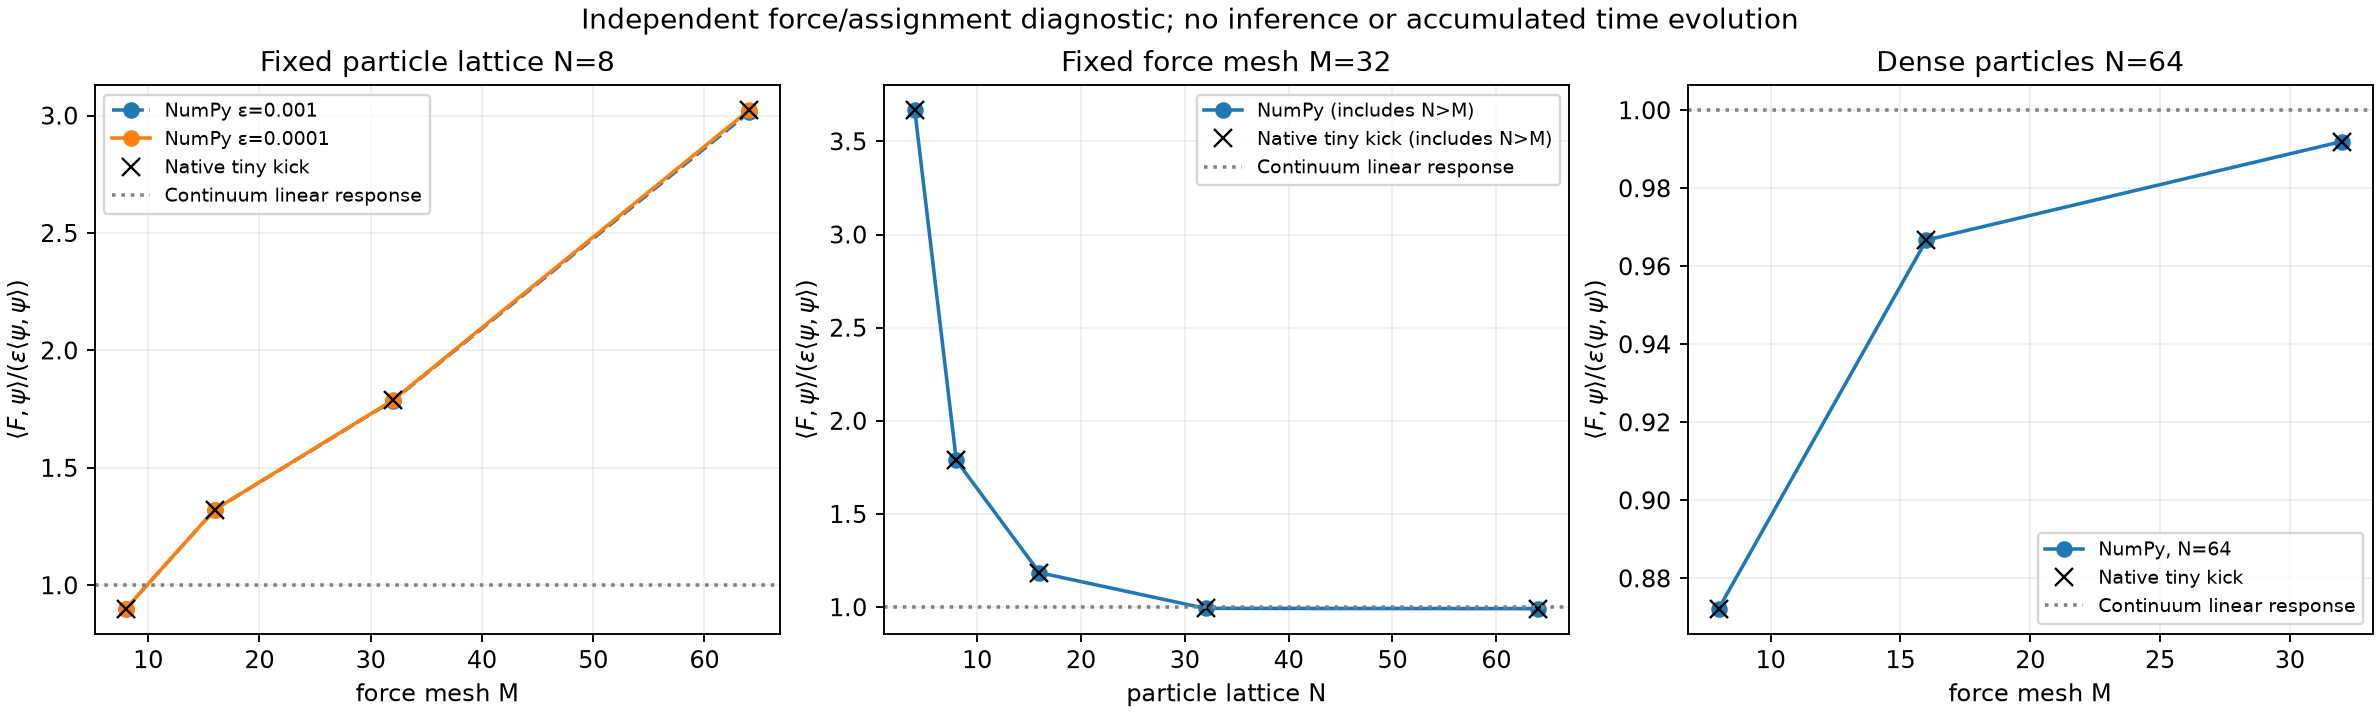 Independent force/assignment diagnostic; no inference or accumulated time evolution
Fixed particle lattice N=8
NumPy ε=0.001
NumPy ε=0.0001
Native tiny kick
Continuum linear response
3.0
2.5
2.0
1.5
1.0
⟨F, ψ⟩/(ε⟨ψ, ψ⟩)
10 20 30 40 50 60
force mesh M
Fixed force mesh M=32
NumPy (includes N>M)
Native tiny kick (includes N>M)
Continuum linear response
3.5
3.0
2.5
2.0
1.5
1.0
⟨F, ψ⟩/(ε⟨ψ, ψ⟩)
10 20 30 40 50 60
particle lattice N
Dense particles N=64
1.00
0.98
0.96
0.94
0.92
0.90
0.88
⟨F, ψ⟩/(ε⟨ψ, ψ⟩)
NumPy, N=64
Native tiny kick
Continuum linear response
10 15 20 25 30
force mesh M